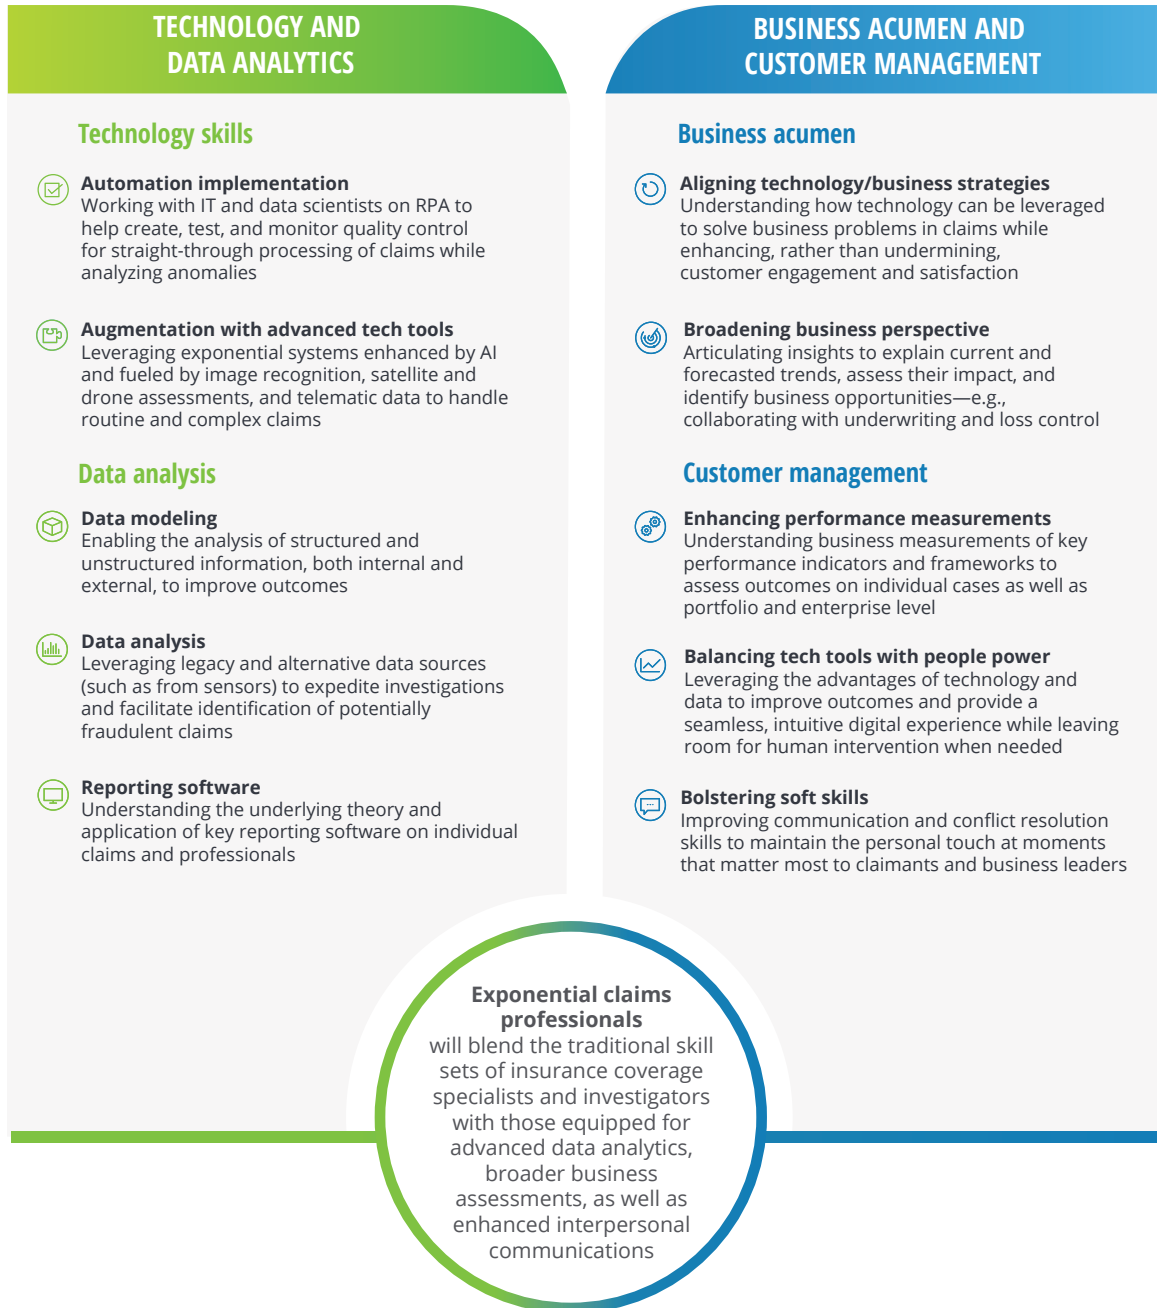 TECHNOLOGY AND
DATA ANALYTICS
Technology skills
Automation implementation
Working with IT and data scientists on RPA to
help create, test, and monitor quality control
for straight-through processing of claims while
analyzing anomalies
Augmentation with advanced tech tools
Leveraging exponential systems enhanced by AI
and fueled by image recognition, satellite and
drone assessments, and telematic data to handle
routine and complex claims
Data analysis
Data modeling
Enabling the analysis of structured and
unstructured information, both internal and
external, to improve outcomes
Data analysis
Leveraging legacy and alternative data sources
(such as from sensors) to expedite investigations
and facilitate identification of potentially
fraudulent claims
Reporting software
Understanding the underlying theory and
application of key reporting software on individual
claims and professionals
BUSINESS ACUMEN AND
CUSTOMER MANAGEMENT
Business acumen
Aligning technology/business strategies
Understanding how technology can be leveraged
to solve business problems in claims while
enhancing, rather than undermining,
customer engagement and satisfaction
Broadening business perspective
Articulating insights to explain current and
forecasted trends, assess their impact, and
identify business opportunities—e.g.,
collaborating with underwriting and loss control
Customer management
Enhancing performance measurements
Understanding business measurements of key
performance indicators and frameworks to
assess outcomes on individual cases as well as
portfolio and enterprise level
Balancing tech tools with people power
Leveraging the advantages of technology and
data to improve outcomes and provide a
seamless, intuitive digital experience while leaving
room for human intervention when needed
Bolstering soft skills
Improving communication and conflict resolution
skills to maintain the personal touch at moments
that matter most to claimants and business leaders
Exponential claims
professionals
will blend the traditional skill
sets of insurance coverage
specialists and investigators
with those equipped for
advanced data analytics,
broader business
assessments, as well as
enhanced interpersonal
communications